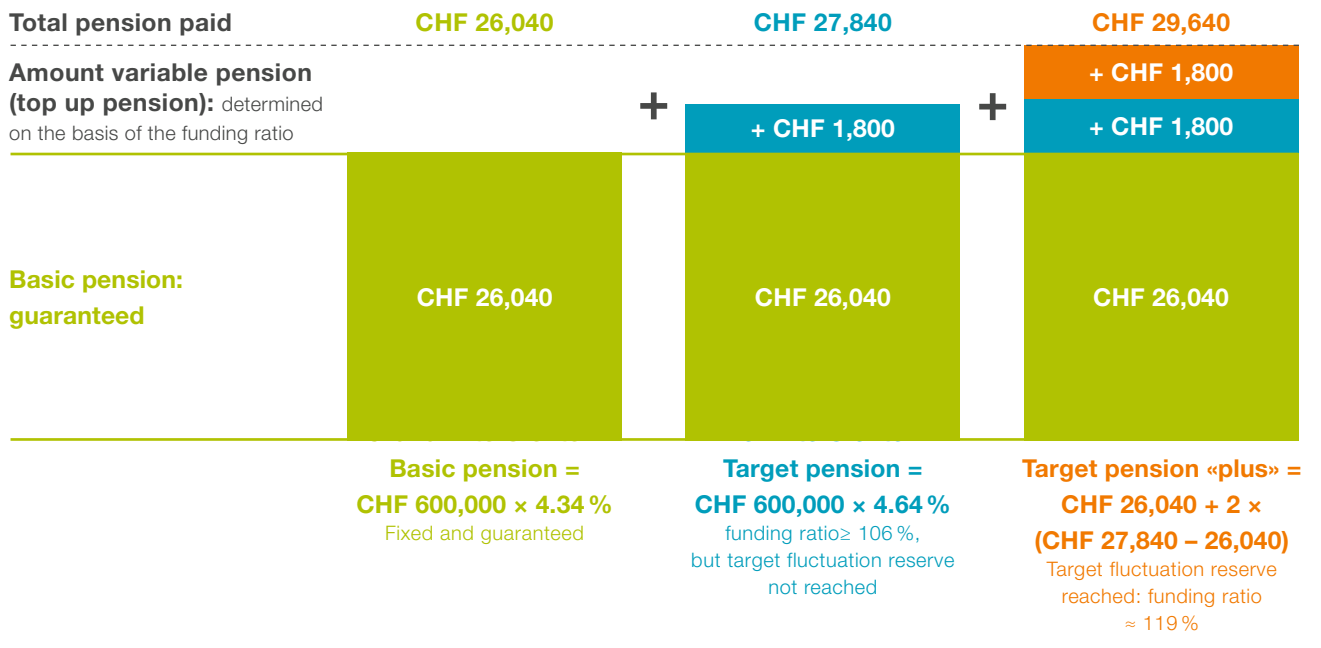 Total pension paid
CHF 26,040
CHF 27,840
CHF 29,640
Amount variable pension
(top up pension): determined
on the basis of the funding ratio
+
+ CHF 1,800
+
+ CHF 1,800
+ CHF 1,800
Basic pension:
guaranteed
CHF 26,040
CHF 26,040
CHF 26,040
Basic pension =
CHF 600,000 × 4.34 %
Fixed and guaranteed
Target pension =
CHF 600,000 × 4.64 %
funding ratio≥ 106 %,
but target fluctuation reserve
not reached
Target pension «plus» =
CHF 26,040 + 2 ×
(CHF 27,840 – 26,040)
Target fluctuation reserve
reached: funding ratio
≈ 119 %